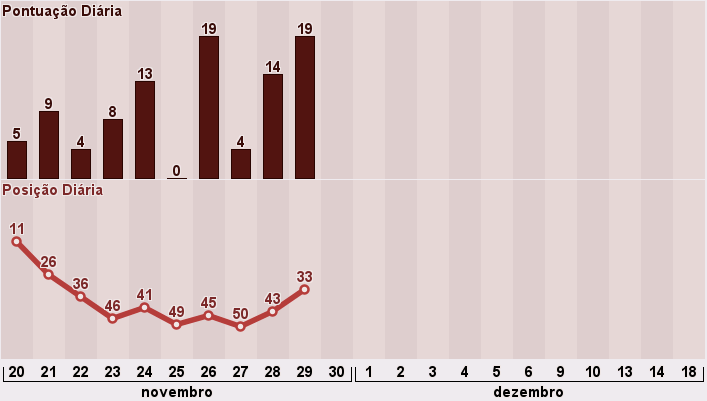 Pontuação Diária
5 9 4 8 13 0 19 4 14 19
Posição Diária
11 26 36 46 41 49 45 50 43 33
20 21 22 23 24 25 26 27 28 29 30 1 2 3 4 5 6 9 10 13 14 18
novembro dezembro